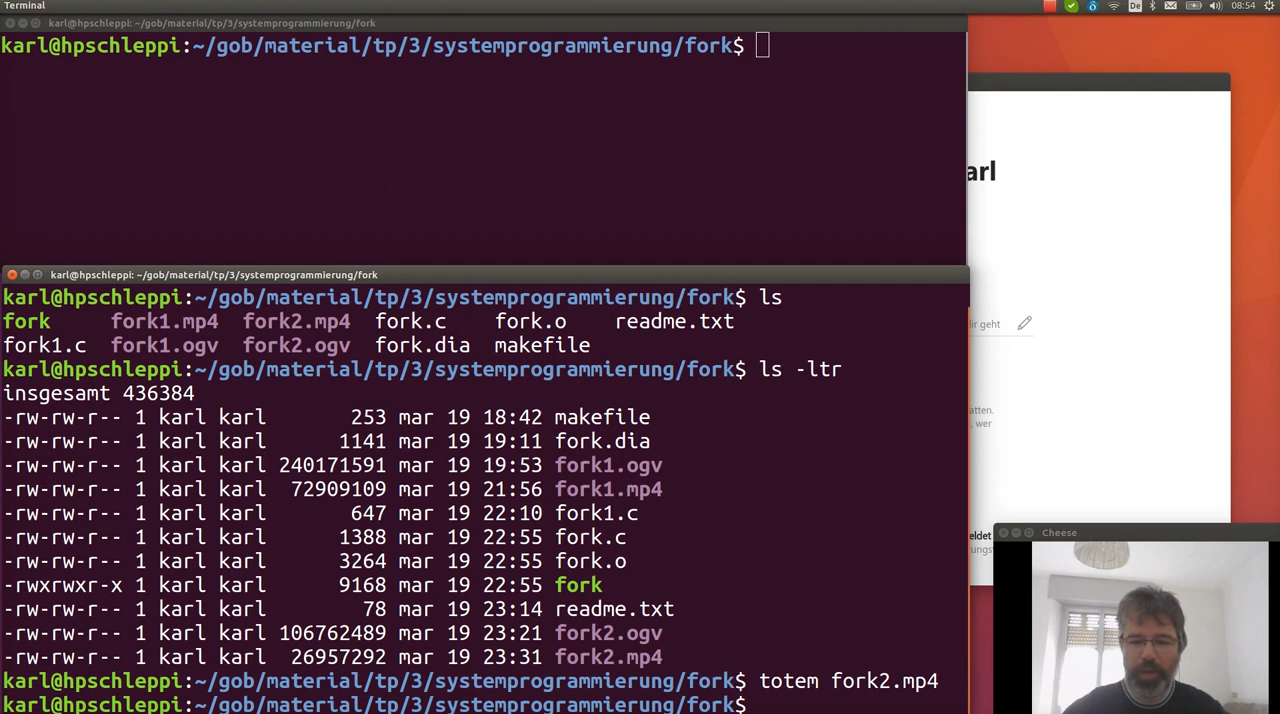 Terminal
De
08:54
karl@hpschleppi: ~/gob/material/tp/3/systemprogrammierung/fork
karl@hpschleppi:~/gob/material/tp/3/systemprogrammierung/fork$
arl
karl@hpschleppi: ~/gob/material/tp/3/systemprogrammierung/fork
karl@hpschleppi:~/gob/material/tp/3/systemprogrammierung/fork$ ls
fork fork1.mp4 fork2.mp4 fork.c fork.o readme.txt
fork1.c fork1.ogv fork2.ogv fork.dia makefile
karl@hpschleppi:~/gob/material/tp/3/systemprogrammierung/fork$ ls -ltr
insgesamt 436384
-rw-rw-r-- 1 karl karl 253 mar 19 18:42 makefile
-rw-rw-r-- 1 karl karl 1141 mar 19 19:11 fork.dia
-rw-rw-r-- 1 karl karl 240171591 mar 19 19:53 fork1.ogv
-rw-rw-r-- 1 karl karl 72909109 mar 19 21:56 fork1.mp4
-rw-rw-r-- 1 karl karl 647 mar 19 22:10 fork1.c
-rw-rw-r-- 1 karl karl 1388 mar 19 22:55 fork.c
-rw-rw-r-- 1 karl karl 3264 mar 19 22:55 fork.o
-rwxrwxr-x 1 karl karl 9168 mar 19 22:55 fork
-rw-rw-r-- 1 karl karl 78 mar 19 23:14 readme.txt
-rw-rw-r-- 1 karl karl 106762489 mar 19 23:21 fork2.ogv
-rw-rw-r-- 1 karl karl 26957292 mar 19 23:31 fork2.mp4
karl@hpschleppi:~/gob/material/tp/3/systemprogrammierung/fork$ totem fork2.mp4
karl@hpschleppi:~/gob/material/tp/3/systemprogrammierung/fork$
lir geht
atten.
, wer
eldet
ungs
Cheese